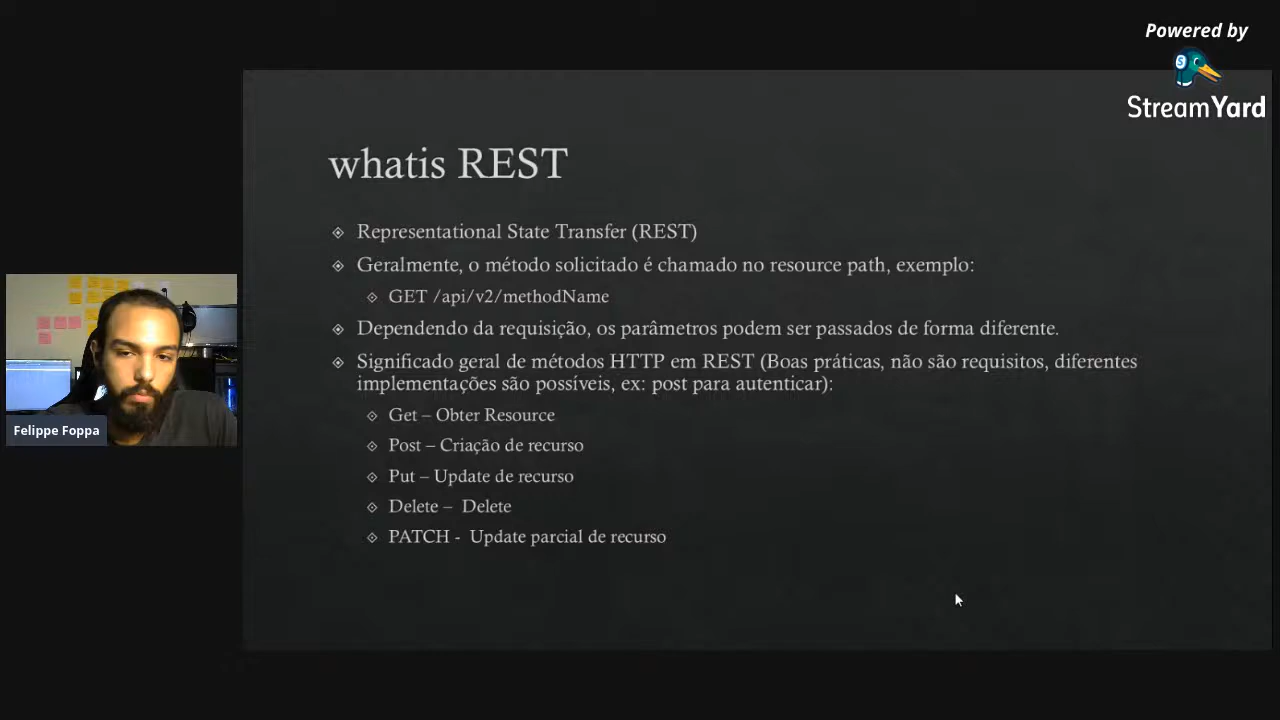 Powered by
StreamYard
whatis REST
Representational State Transfer (REST)
Geralmente, o método solicitado é chamado no resource path, exemplo:
GET /api/v2/methodName
Dependendo da requisição, os parâmetros podem ser passados de forma diferente.
Significado geral de métodos HTTP em REST (Boas práticas, não são requisitos, diferentes
implementações são possíveis, ex: post para autenticar):
Get – Obter Resource
Post – Criação de recurso
Put – Update de recurso
Delete – Delete
PATCH - Update parcial de recurso
Felippe Foppa